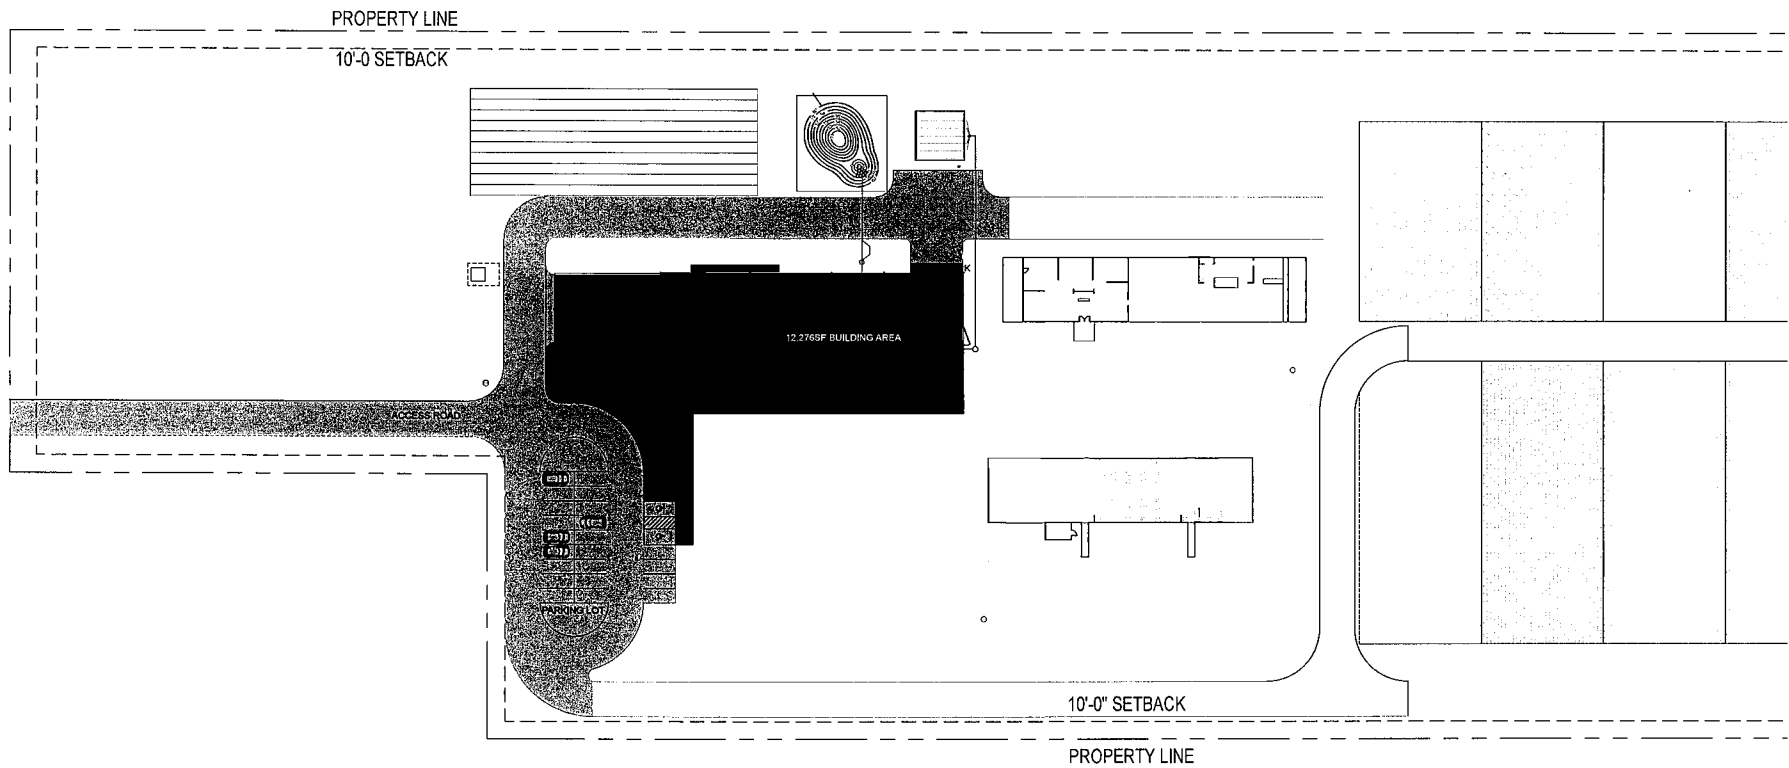 PROPERTY LINE
10'-0 SETBACK
12.276SF BUILDING AREA
ACCESS ROAD
PARKING LOT
10'-0" SETBACK
PROPERTY LINE